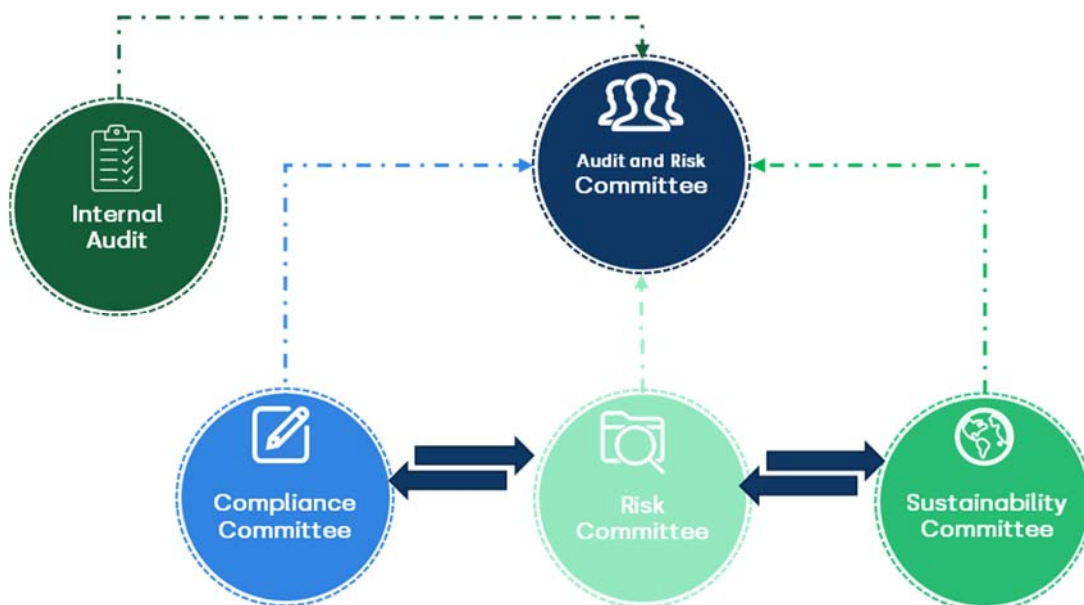 Audit and Risk
Committee
Internal
Audit
Compliance
Committee
Risk
Committee
Sustainability
Committee